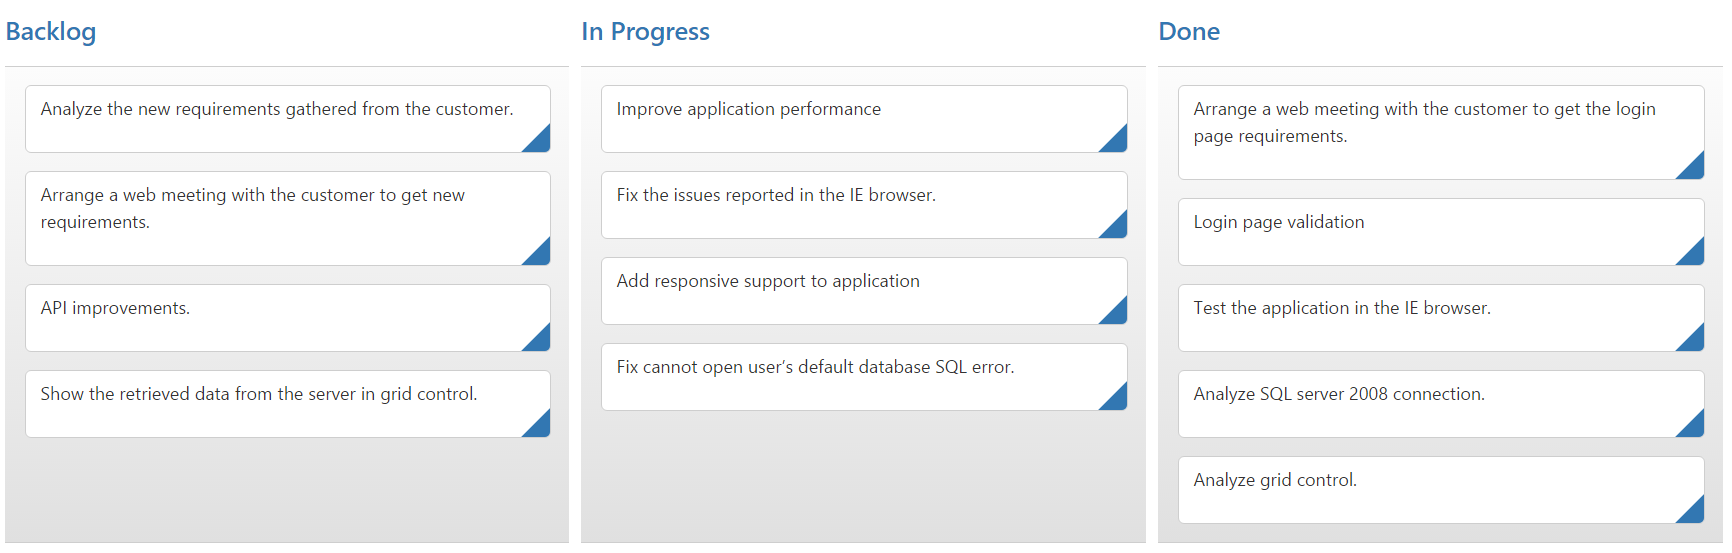 Backlog
Analyze the new requirements gathered from the customer.
Arrange a web meeting with the customer to get new
requirements.
API improvements.
Show the retrieved data from the server in grid control.
In Progress
Improve application performance
Fix the issues reported in the IE browser.
Add responsive support to application
Fix cannot open user’s default database SQL error.
Done
Arrange a web meeting with the customer to get the login
page requirements.
Login page validation
Test the application in the IE browser.
Analyze SQL server 2008 connection.
Analyze grid control.